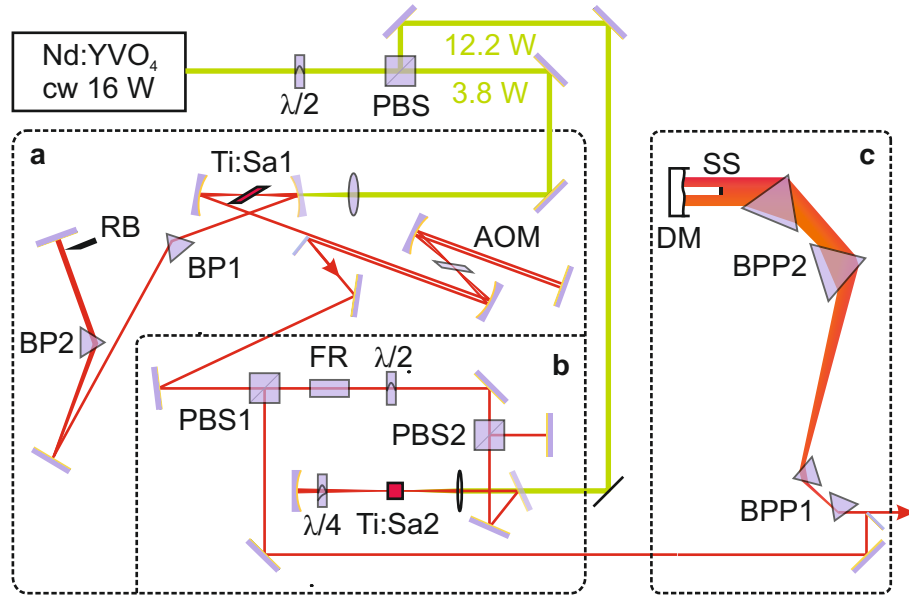 Nd:YVO₄
cw 16 W
λ/2
PBS
12.2 W
3.8 W
a
Ti:Sa1
RB
BP1
AOM
BP2
b
FR
λ/2
PBS1
PBS2
λ/4
Ti:Sa2
c
SS
DM
BPP2
BPP1